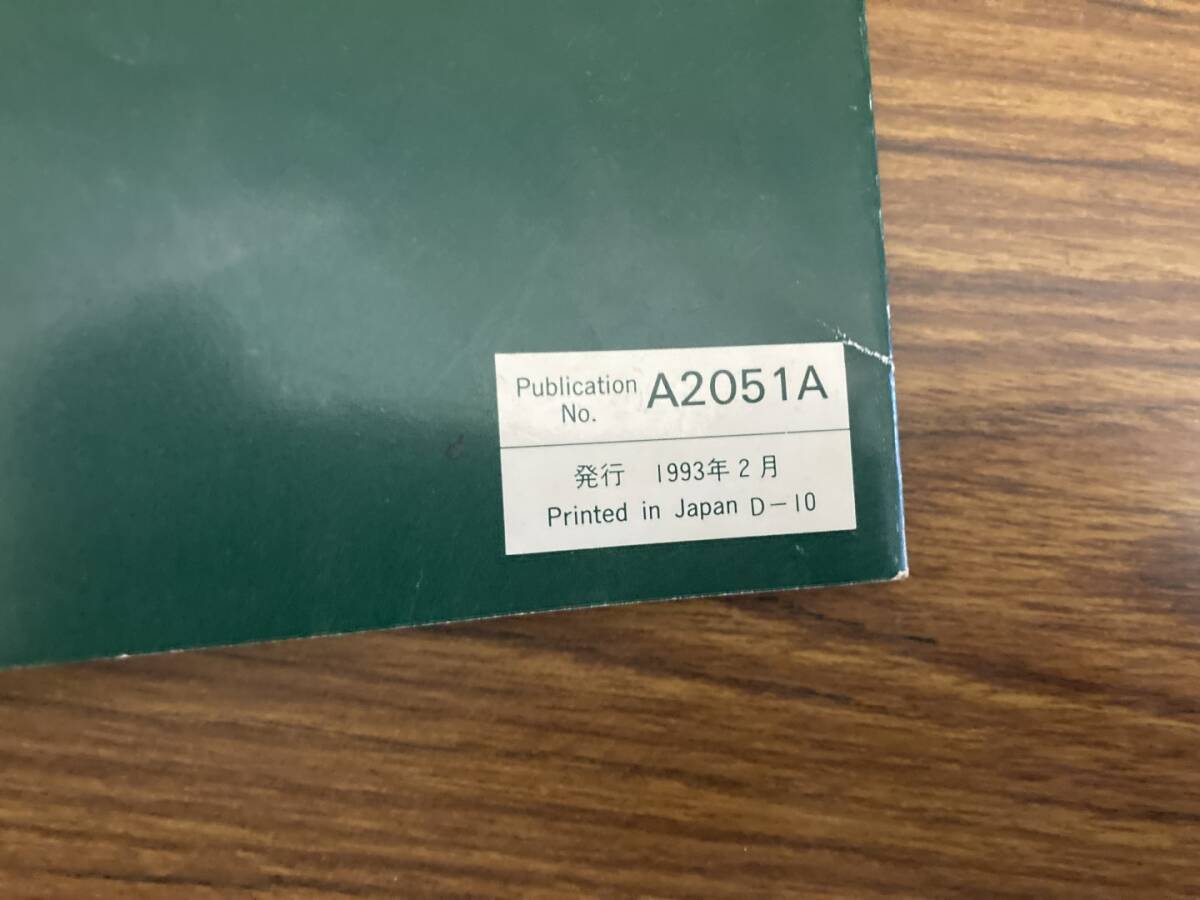 Publication No. A2051A
発行 1993年2月
Printed in Japan D-10